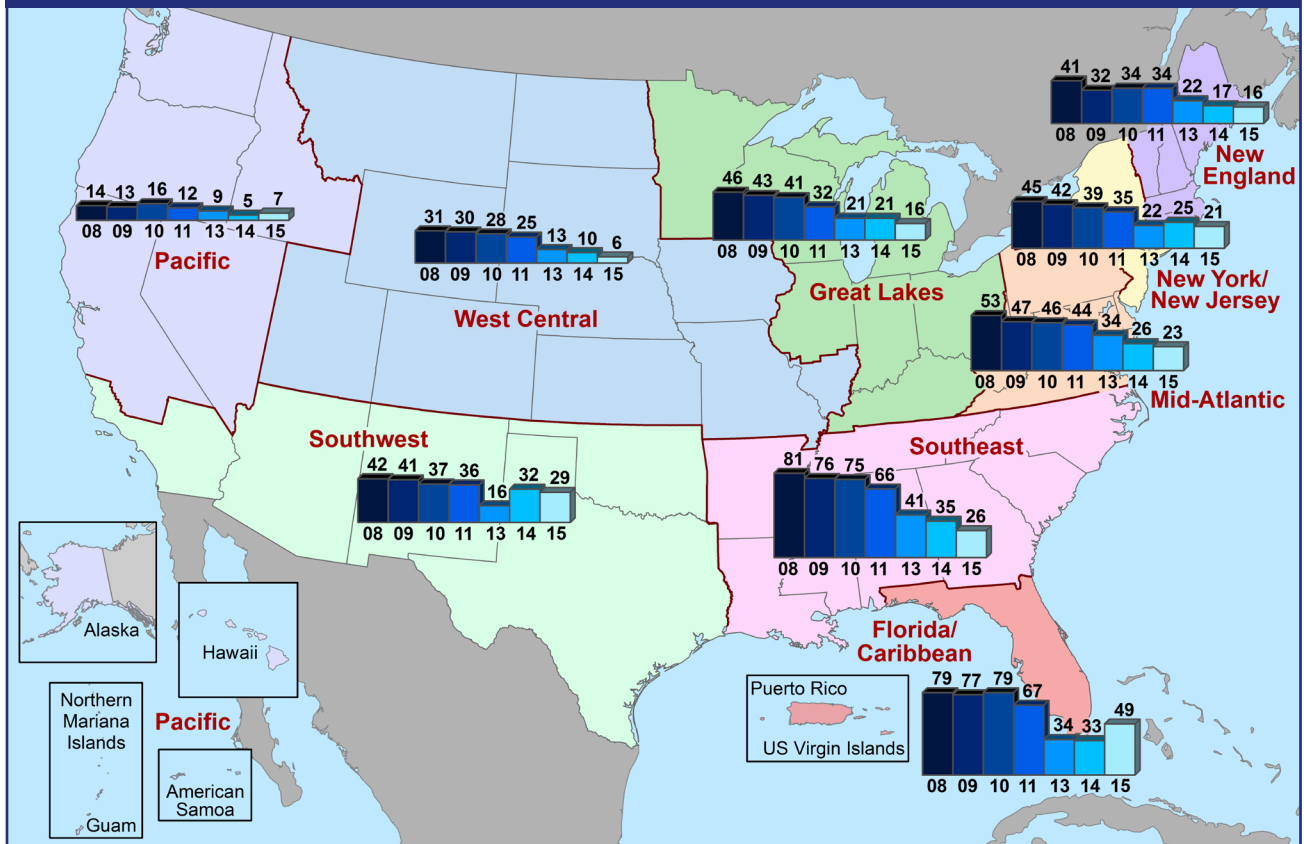 41 32 34 34 22 17 16
08 09 10 11 13 14 15
New
England
14 13 16 12 9 5 7
08 09 10 11 13 14 15
Pacific
31 30 28 25 13 10 6
08 09 10 11 13 14 15
West Central
46 43 41 32 21 21 16
08 09 10 11 13 14 15
Great Lakes
45 42 39 35 22 25 21
08 09 10 11 13 14 15
New York/
New Jersey
53 47 46 44 34 26 23
08 09 10 11 13 14 15
Mid-Atlantic
Southwest
42 41 37 36 16 32 29
08 09 10 11 13 14 15
Southeast
81 76 75 66 41 35 26
08 09 10 11 13 14 15
Florida/
Caribbean
79 77 79 67 34 33 49
08 09 10 11 13 14 15
Alaska
Hawaii
Northern
Mariana
Islands
Guam
Pacific
American
Samoa
Puerto Rico
US Virgin Islands